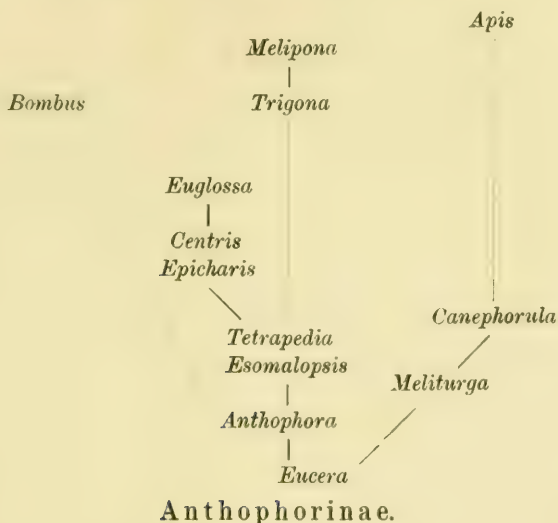 Apis
Melipona
Bombus
Trigona
Euglossa
Centris
Epicharis
Canephorula
Tetrapedia
Esomalopsis
Meliturga
Anthophora
Eucera
Anthophorinae.